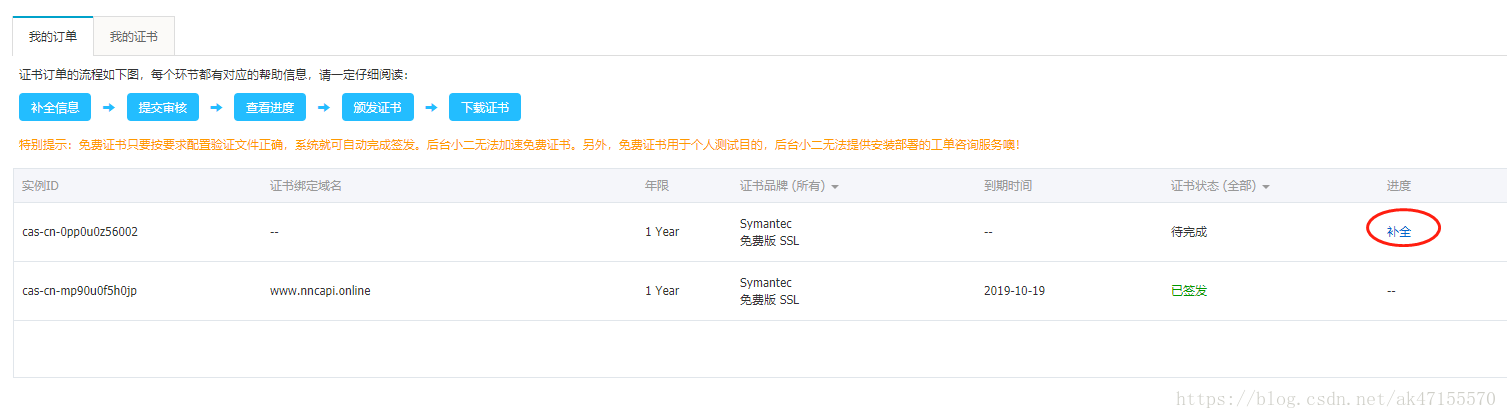 我的订单 我的证书
证书订单的流程如下图，每个环节都有对应的帮助信息，请一定仔细阅读：
补全信息 提交审核 查看进度 颁发证书 下载证书
特别提示：免费证书只要按要求配置验证文件正确，系统就可自动完成签发。后台小二无法加速免费证书。另外，免费证书用于个人测试目的，后台小二无法提供安装部署的工单咨询服务噢！
实例ID 证书绑定域名 年限 证书品牌 (所有) 到期时间 证书状态 (全部) 进度
cas-cn-0pp0u0z56002 -- 1 Year Symantec -- 待完成 补全
免费版 SSL
cas-cn-mp90u0f5h0jp www.nncapi.online 1 Year Symantec 2019-10-19 已签发 --
免费版 SSL
https://blog.csdn.net/ak47155570